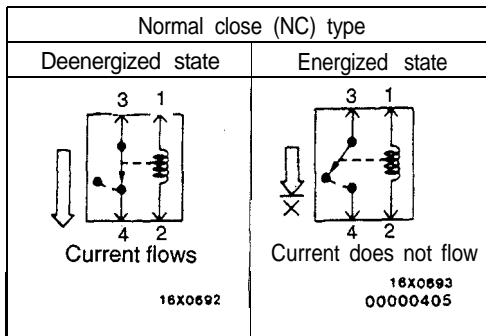 Normal close (NC) type
Deenergized state
Energized state
3 1
4 2
Current flows
16X0692
3 1
X
4 2
Current does not flow
16X0693
00000405